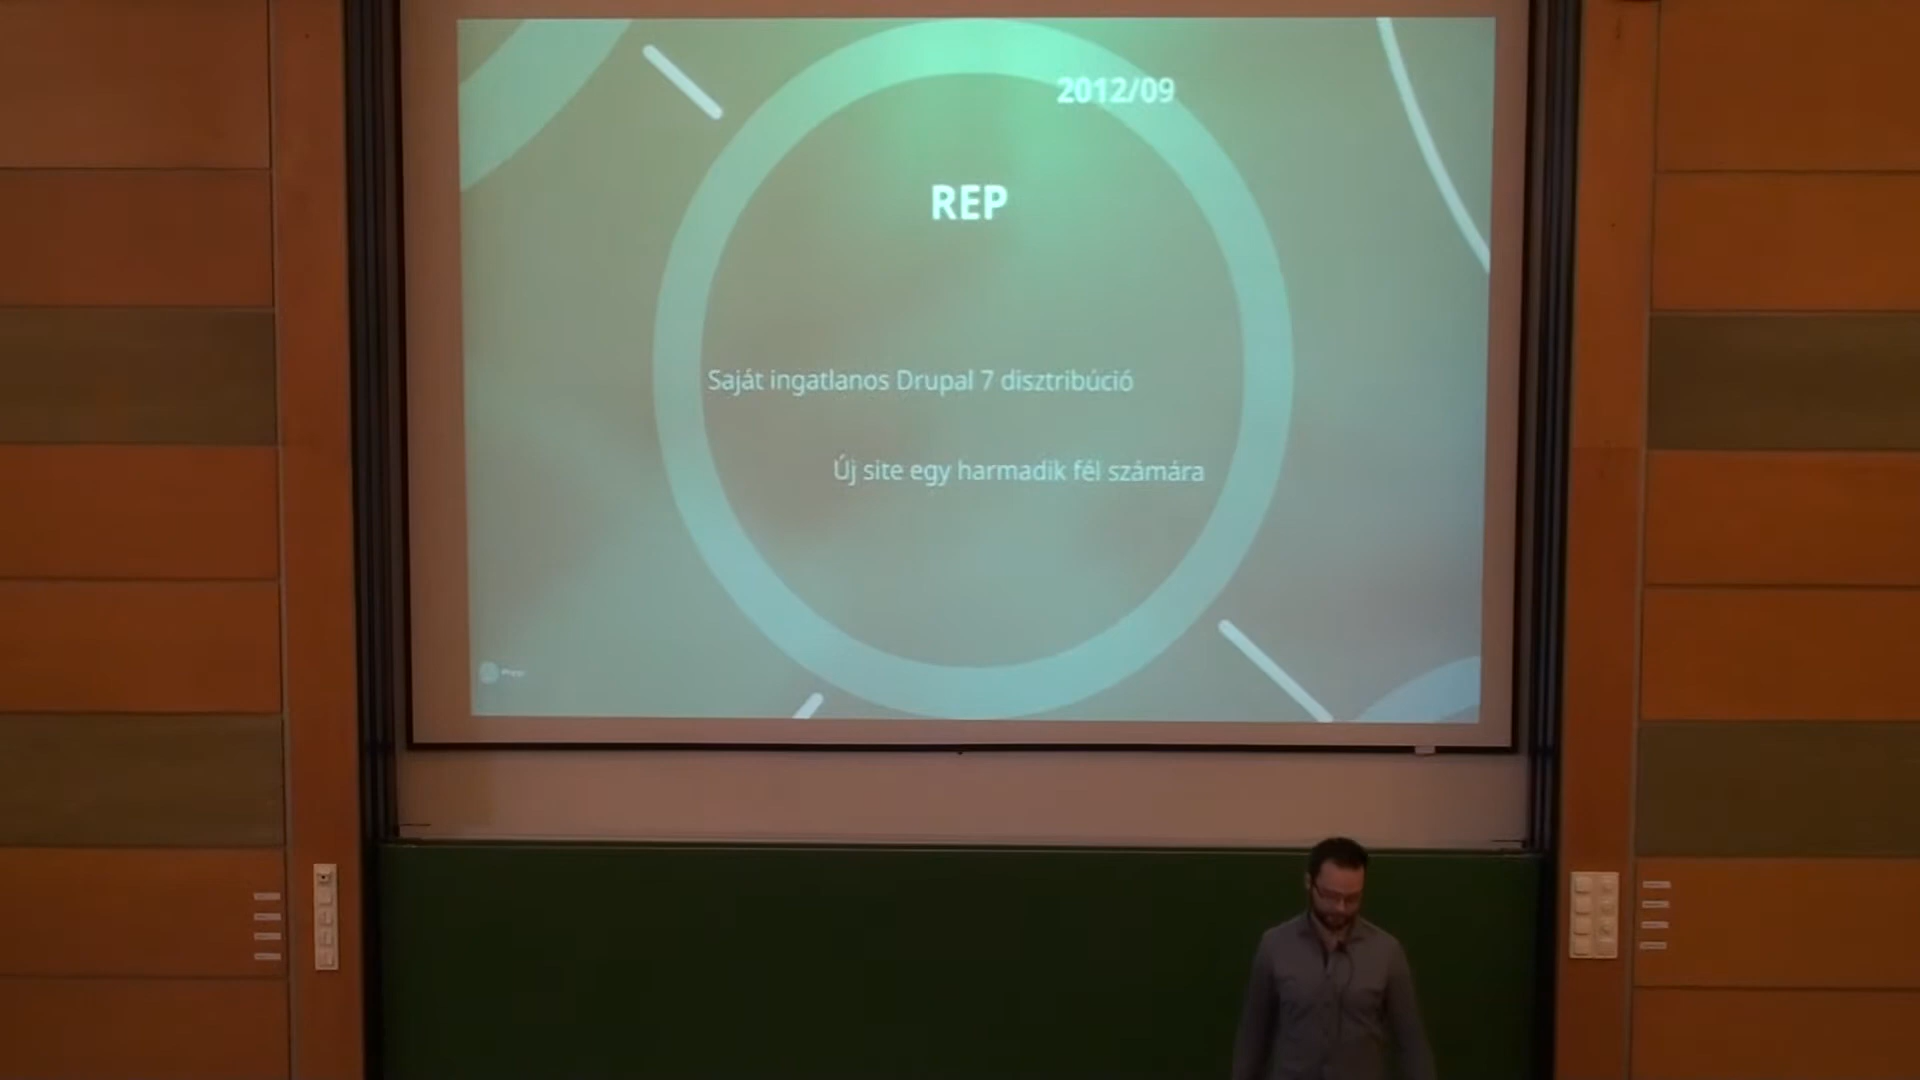 2012/09
REP
Saját ingatlanos Drupal 7 disztribúció
Új site egy harmadik fél számára